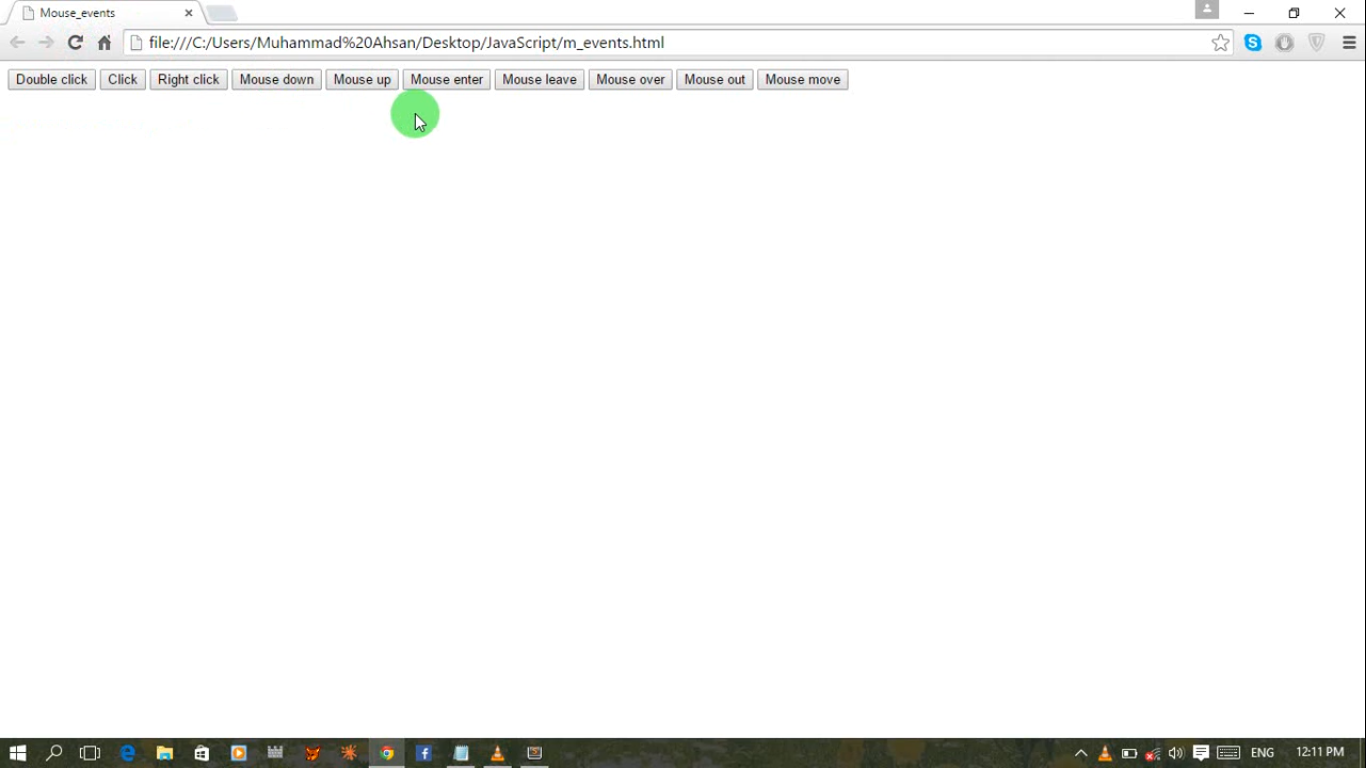 Mouse_events
file:///C:/Users/Muhammad%20Ahsan/Desktop/JavaScript/m_events.html
Double click Click Right click Mouse down Mouse up Mouse enter Mouse leave Mouse over Mouse out Mouse move
ENG 12:11 PM